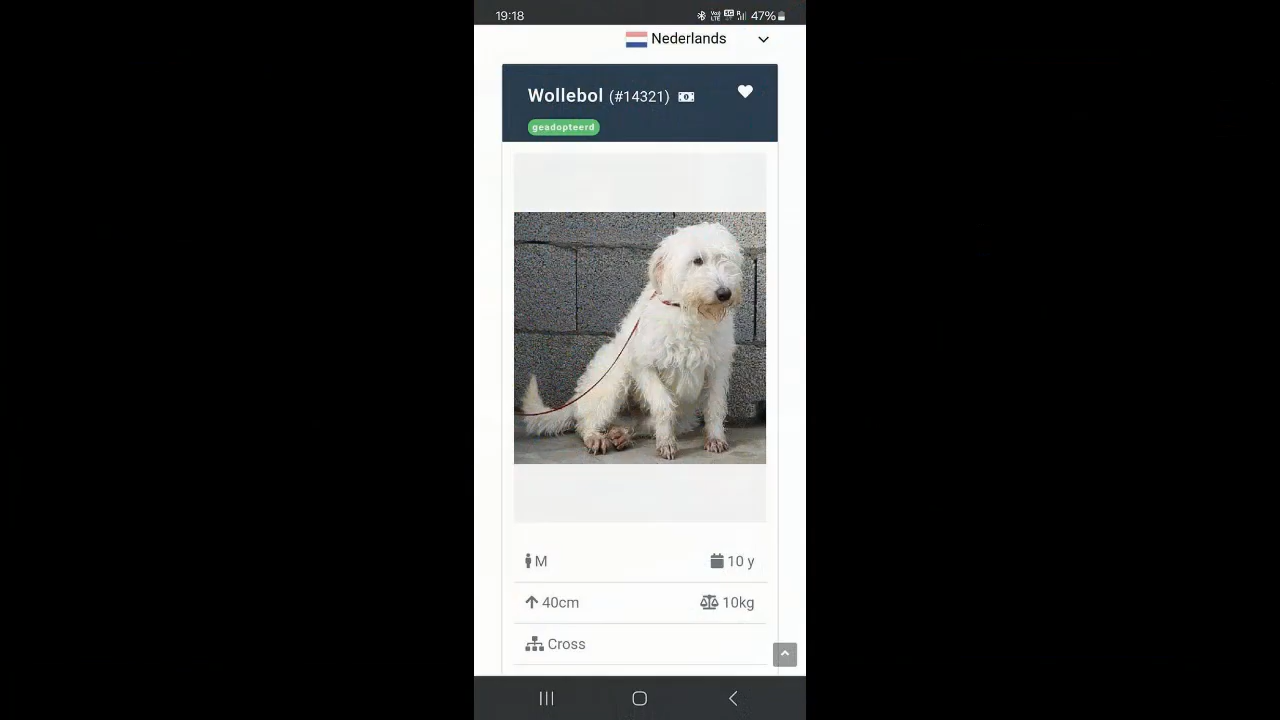 19:18
47%
Nederlands
Wollebol (#14321)
geadopteerd
M
10 y
40cm
10kg
Cross